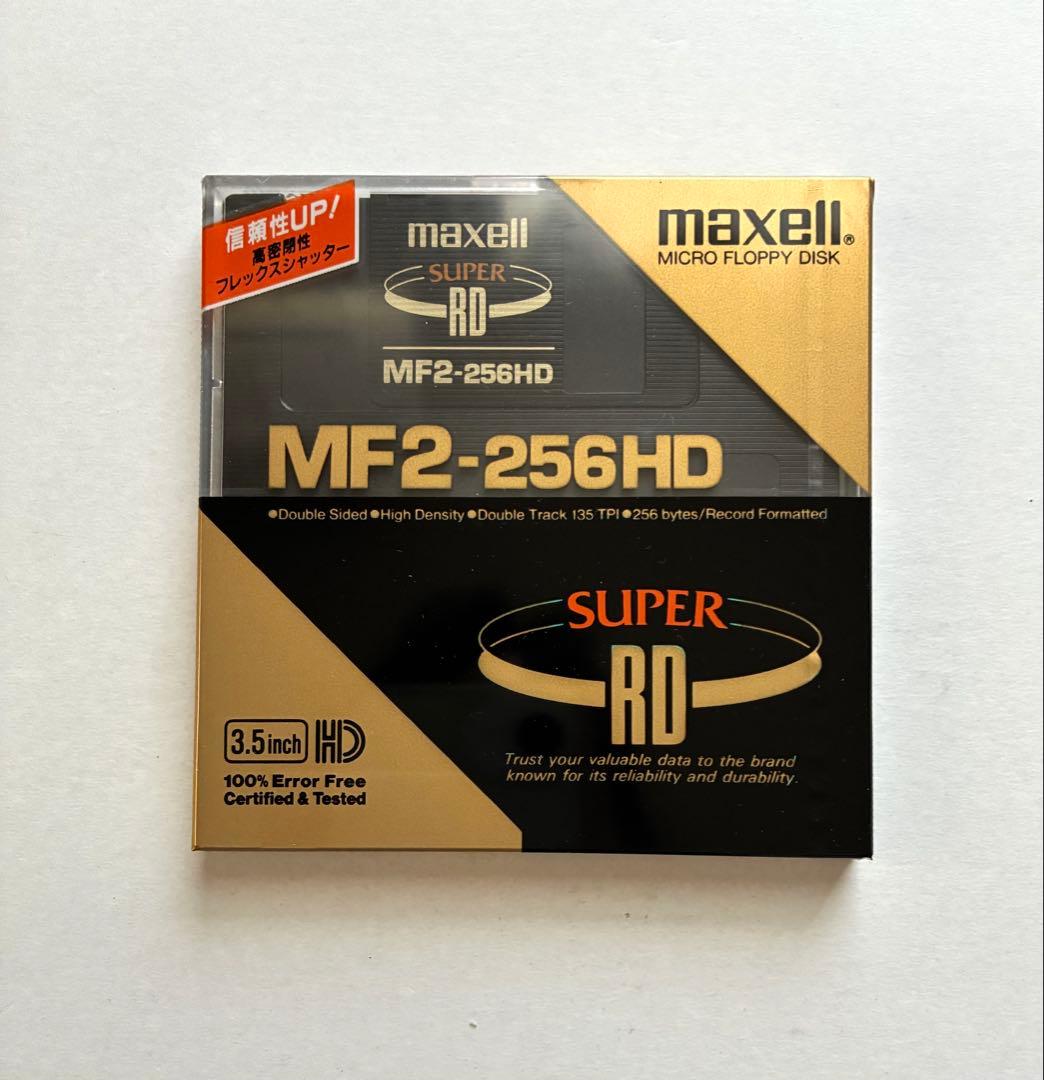 信頼性UP!
高密閉性
フレックスシャッター
maxell
SUPER
RD
MF2-256HD
maxell®
MICRO FLOPPY DISK
MF2-256HD
●Double Sided ●High Density ●Double Track 135 TPI ●256 bytes/Record Formatted
SUPER
RD
Trust your valuable data to the brand
known for its reliability and durability.
3.5inch HD
100% Error Free
Certified & Tested